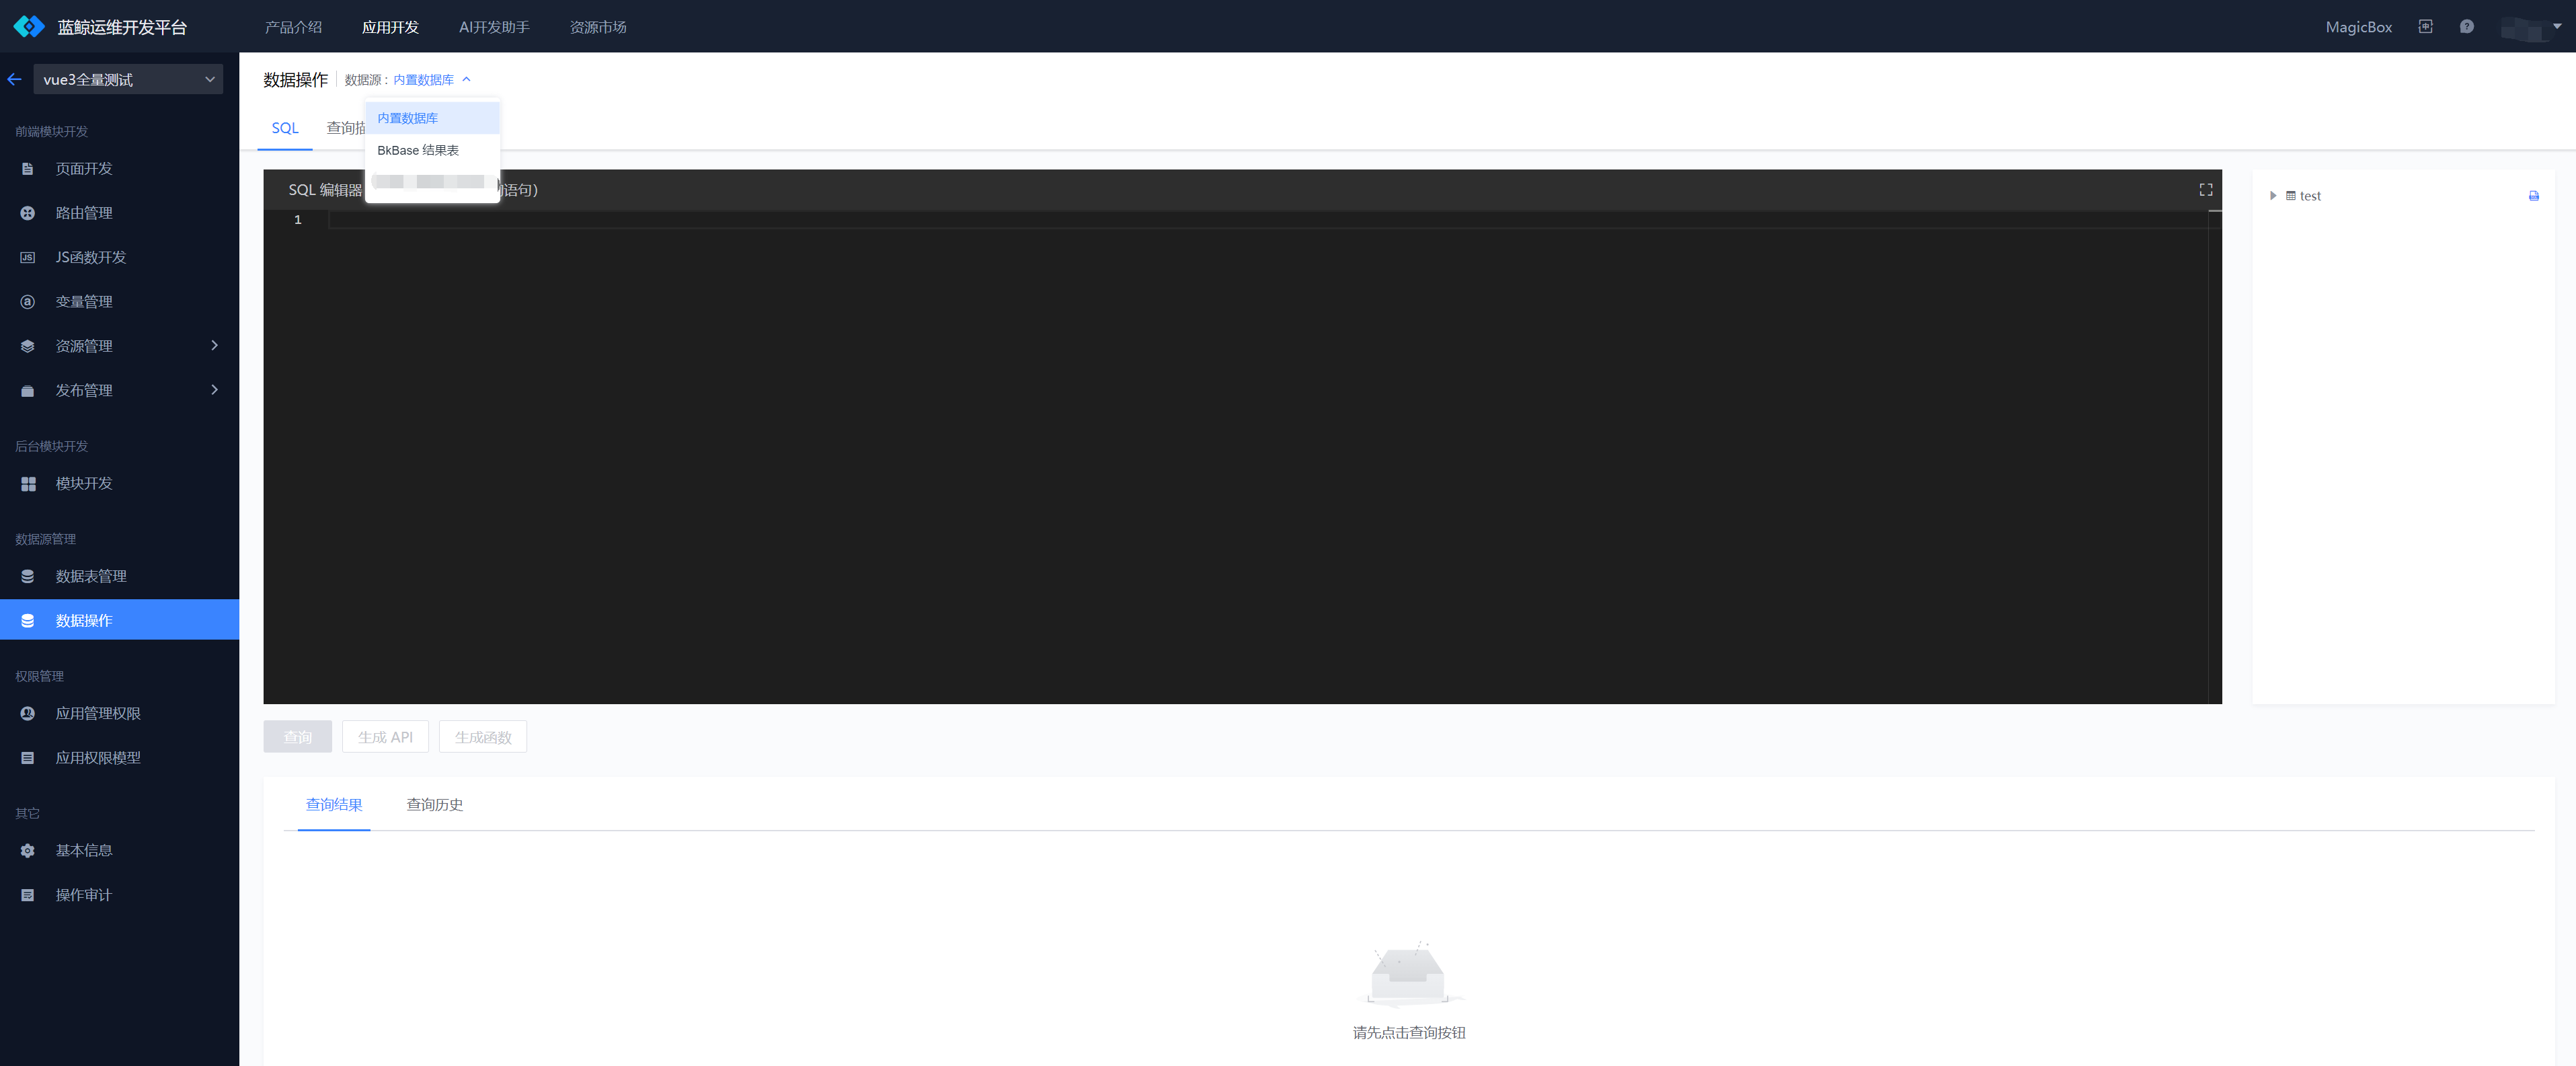 蓝鲸运维开发平台
产品介绍
应用开发
AI开发助手
资源市场
MagicBox
vue3全量测试
前端模块开发
页面开发
路由管理
JS函数开发
变量管理
资源管理
发布管理
后台模块开发
模块开发
数据源管理
数据表管理
数据操作
权限管理
应用管理权限
应用权限模型
其它
基本信息
操作审计
数据操作
数据源：内置数据库
内置数据库
BkBase 结果表
SQL
查询
SQL 编辑器
语句）
1
test
查询
生成 API
生成函数
查询结果
查询历史
请先点击查询按钮